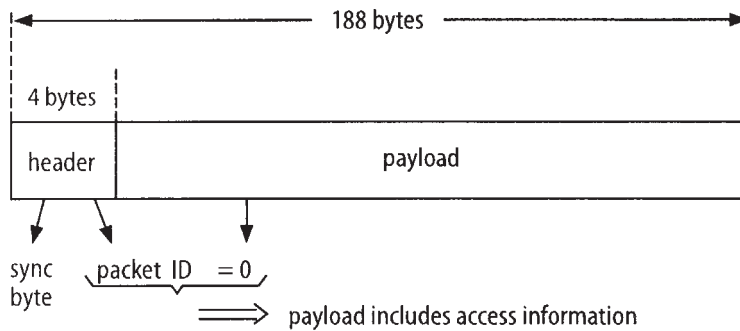 188 bytes
4 bytes
header
payload
sync
byte
packet ID = 0
payload includes access information